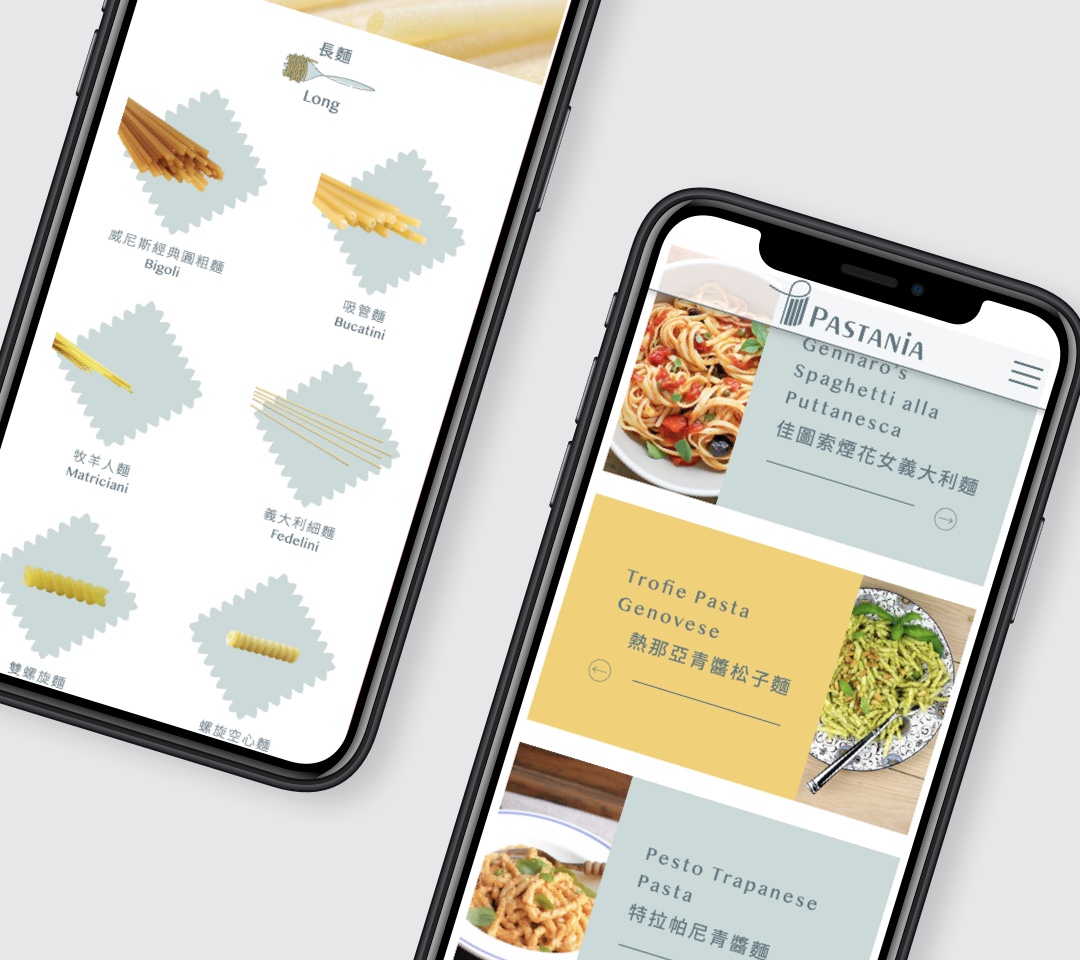 長麵
Long
威尼斯經典圓粗麵
Bigoli
吸管麵
Bucatini
牧羊人麵
Matriciani
義大利細麵
Fedelini
雙螺旋麵
螺旋空心麵
PASTANiA
Gennaro's
Spaghetti alla
Puttanesca
佳圖索煙花女義大利麵
Trofie Pasta
Genovese
熱那亞青醬松子麵
Pesto Trapanese
Pasta
特拉帕尼青醬麵